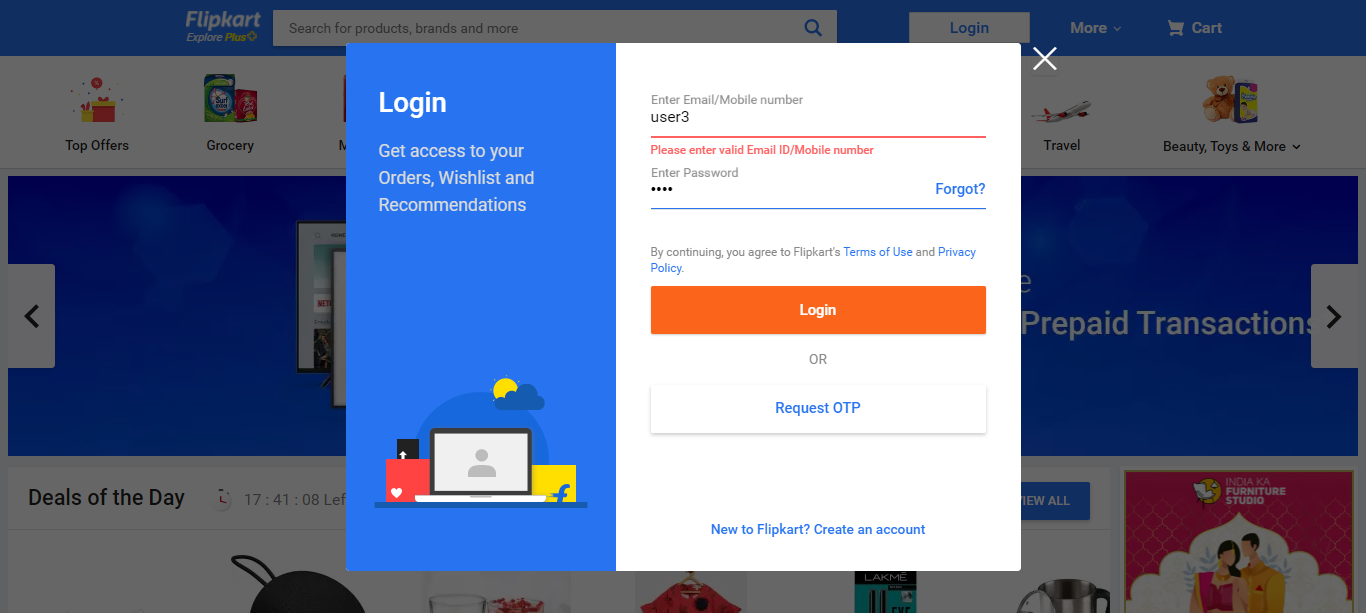 Flipkart
Explore Plus
Search for products, brands and more
Login
More
Cart
Top Offers
Grocery
M
Travel
Beauty, Toys & More
Login
Get access to your
Orders, Wishlist and
Recommendations
Enter Email/Mobile number
user3
Please enter valid Email ID/Mobile number
Enter Password
Forgot?
By continuing, you agree to Flipkart's Terms of Use and Privacy
Policy.
Login
OR
Request OTP
New to Flipkart? Create an account
HOME
NETF
e
Prepaid Transactions
Deals of the Day
17 : 41 : 08 Lef
VIEW ALL
INDIA KA
FURNITURE
STUDIO
LAKMÉ
EYE